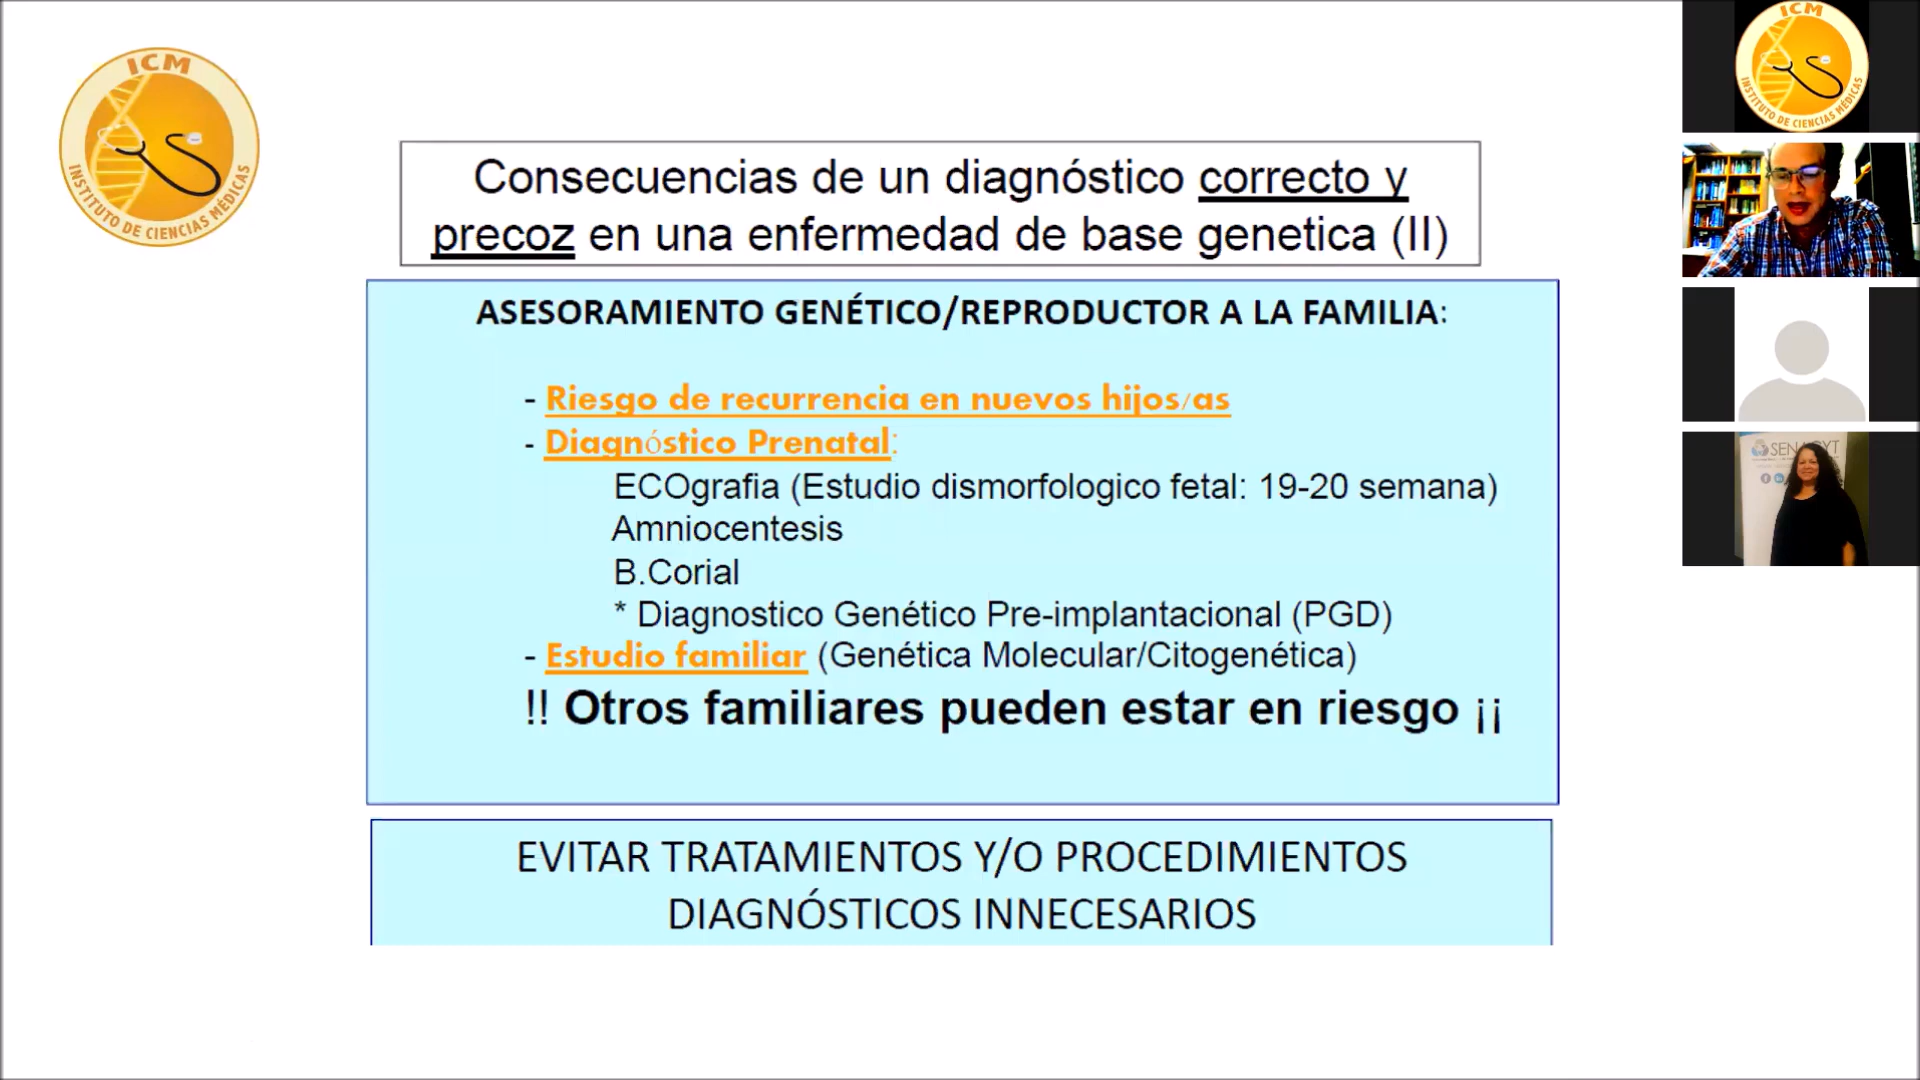 ICM
INSTITUTO DE CIENCIAS MÉDICAS
Consecuencias de un diagnóstico correcto y
precoz en una enfermedad de base genetica (II)
ASESORAMIENTO GENÉTICO/REPRODUCTOR A LA FAMILIA:
- Riesgo de recurrencia en nuevos hijos/as
- Diagnóstico Prenatal:
ECOgrafia (Estudio dismorfologico fetal: 19-20 semana)
Amniocentesis
B.Corial
* Diagnostico Genético Pre-implantacional (PGD)
- Estudio familiar (Genética Molecular/Citogenética)
!! Otros familiares pueden estar en riesgo ¡¡
EVITAR TRATAMIENTOS Y/O PROCEDIMIENTOS
DIAGNÓSTICOS INNECESARIOS
ICM
INSTITUTO DE CIENCIAS MÉDICAS